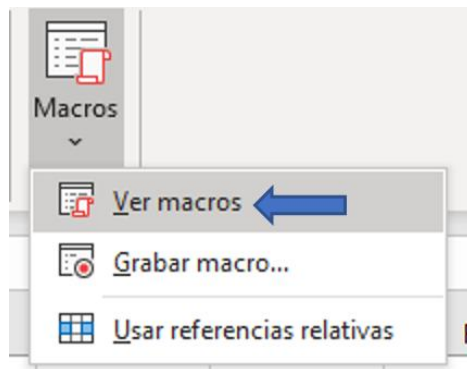 Macros
Ver macros
Grabar macro...
Usar referencias relativas